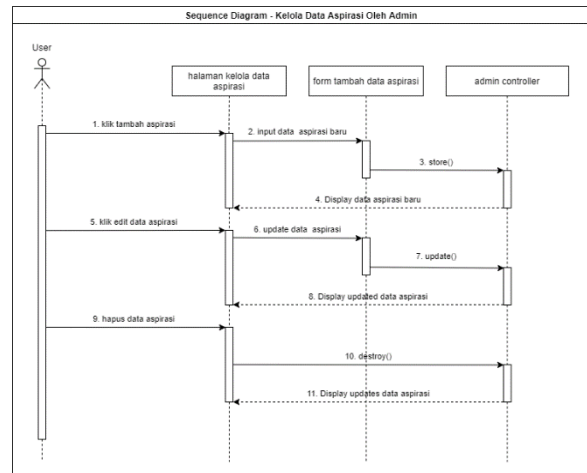 Sequence Diagram - Kelola Data Aspirasi Oleh Admin
User
halaman kelola data
aspirasi
form tambah data aspirasi
admin controller
1. klik tambah aspirasi
2. input data aspirasi baru
3. store()
4. Display data aspirasi baru
5. klik edit data aspirasi
6. update data aspirasi
7. update()
8. Display updated data aspirasi
9. hapus data aspirasi
10. destroy()
11. Display updates data aspirasi